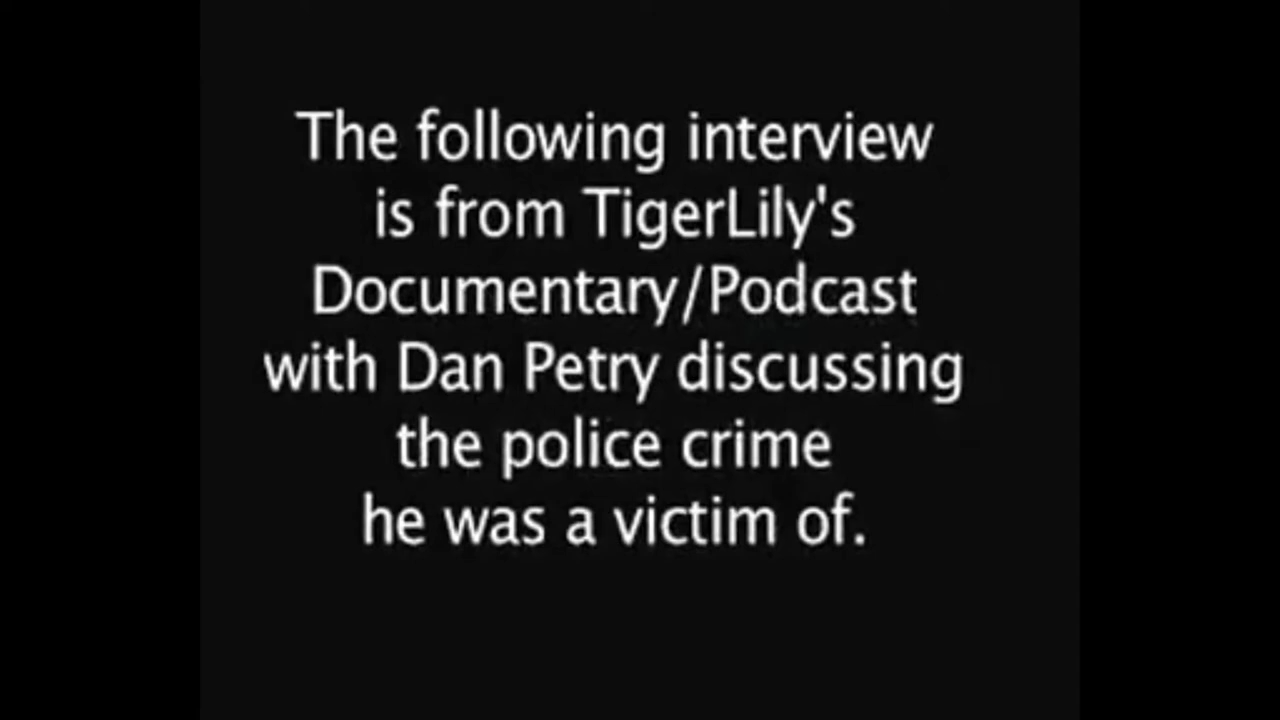 The following interview
is from TigerLily's
Documentary/Podcast
with Dan Petry discussing
the police crime
he was a victim of.